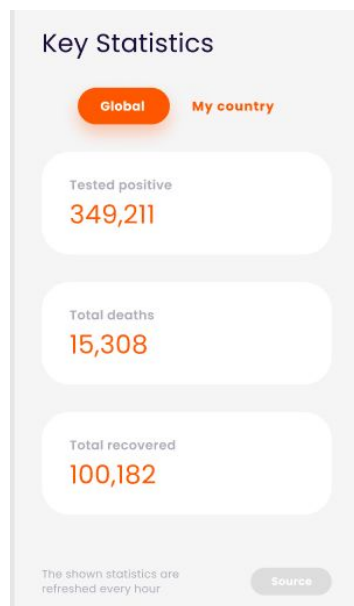 Key Statistics
Global My country
Tested positive
349,211
Total deaths
15,308
Total recovered
100,182
The shown statistics are
refreshed every hour
Source